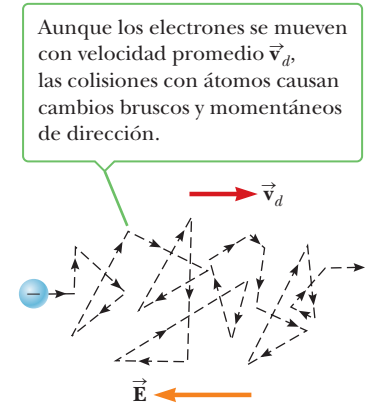 Aunque los electrones se mueven
con velocidad promedio v⃗d,
las colisiones con átomos causan
cambios bruscos y momentáneos
de dirección.
v⃗d
−
E⃗